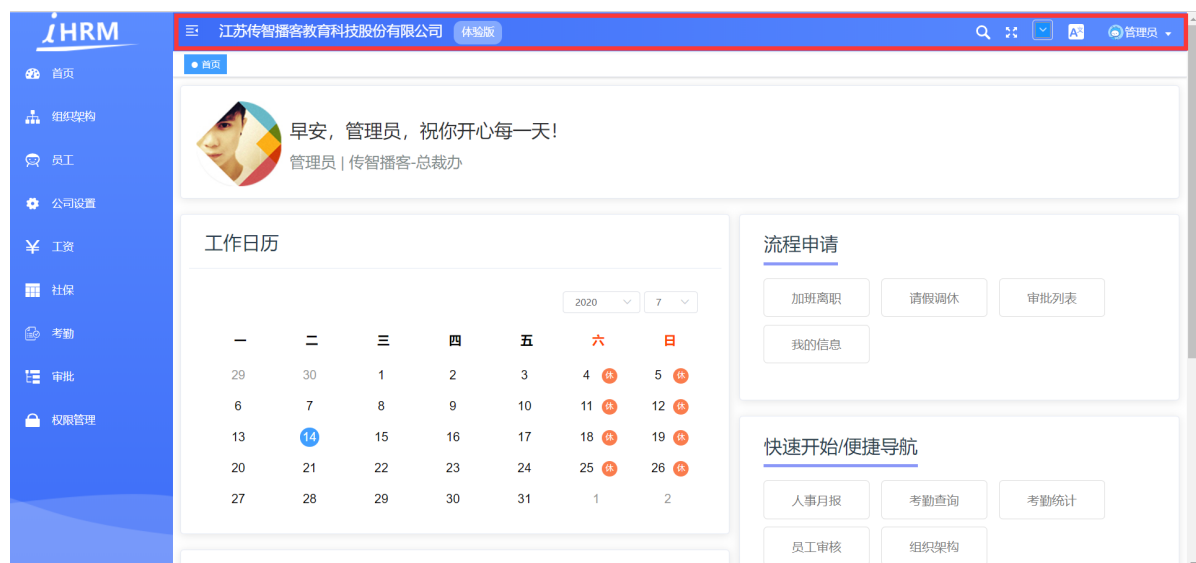 iHRM
江苏传智播客教育科技股份有限公司 体验版 管理员
首页
首页
组织架构
员工
公司设置
工资
社保
考勤
审批
权限管理
早安，管理员，祝你开心每一天！
管理员 | 传智播客-总裁办
工作日历
2020 7
一 二 三 四 五 六 日
29 30 1 2 3 4 休 5 休
6 7 8 9 10 11 休 12 休
13 14 15 16 17 18 休 19 休
20 21 22 23 24 25 休 26 休
27 28 29 30 31 1 2
流程申请
加班离职 请假调休 审批列表
我的信息
快速开始/便捷导航
人事月报 考勤查询 考勤统计
员工审核 组织架构